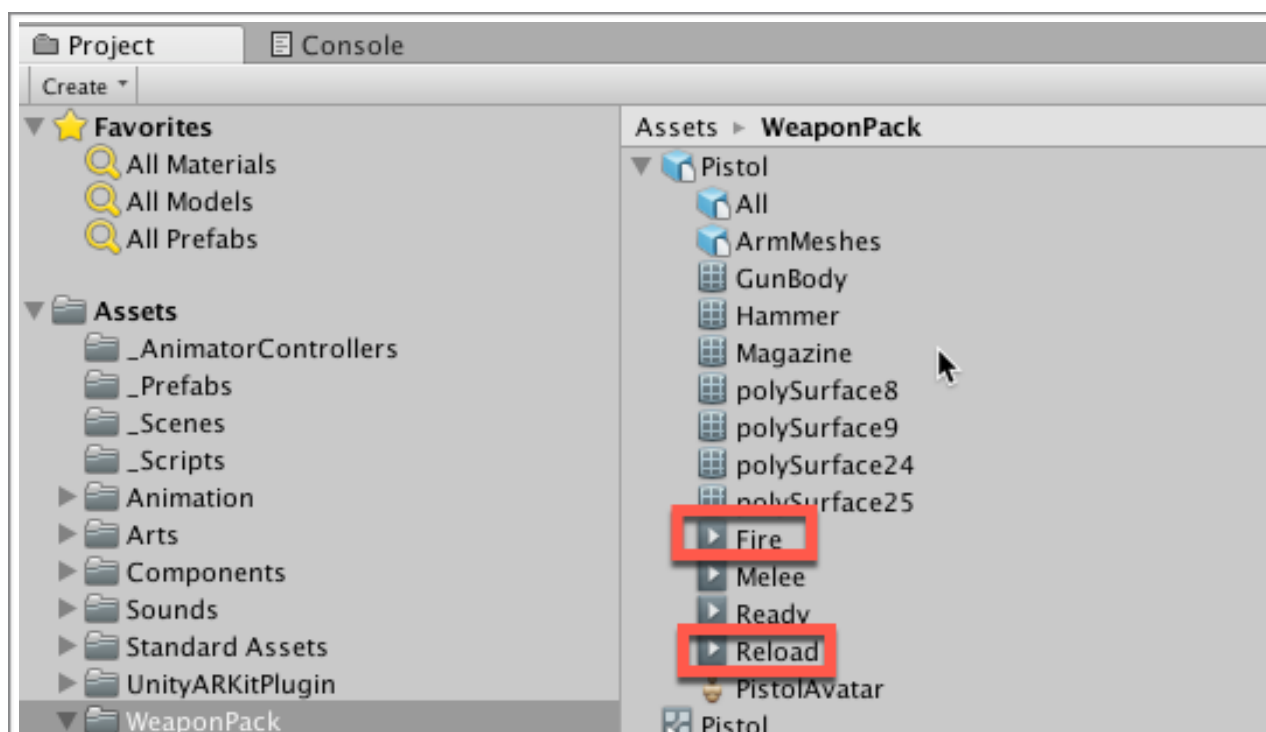 Project
Console
Create
Favorites
All Materials
All Models
All Prefabs
Assets
_AnimatorControllers
_Prefabs
_Scenes
_Scripts
Animation
Arts
Components
Sounds
Standard Assets
UnityARKitPlugin
WeaponPack
Assets WeaponPack
Pistol
All
ArmMeshes
GunBody
Hammer
Magazine
polySurface8
polySurface9
polySurface24
polySurface25
Fire
Melee
Ready
Reload
PistolAvatar
Pistol